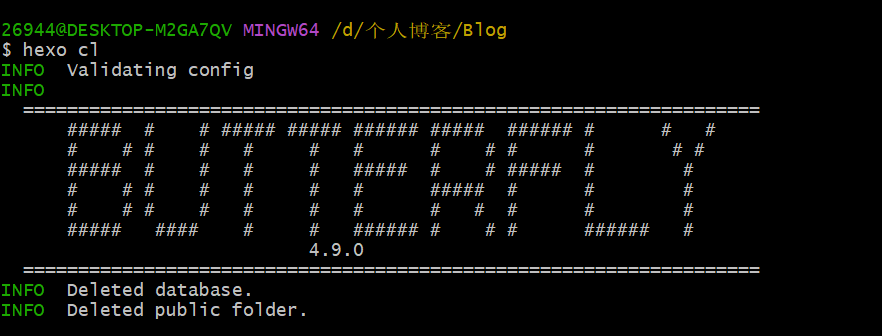 26944@DESKTOP-M2GA7QV MINGW64 /d/个人博客/Blog
$ hexo cl
INFO  Validating config
INFO
  ===================================================================
      #####  #    # ##### ##### ###### #####  ###### #      #   #
      #    # #    #   #     #   #      #    # #      #       # #
      #####  #    #   #     #   #####  #    # #####  #        #
      #    # #    #   #     #   #      #####  #      #        #
      #    # #    #   #     #   #      #   #  #      #        #
      #####   ####    #     #   ###### #    # #      ######   #
                            4.9.0
  ===================================================================
INFO  Deleted database.
INFO  Deleted public folder.